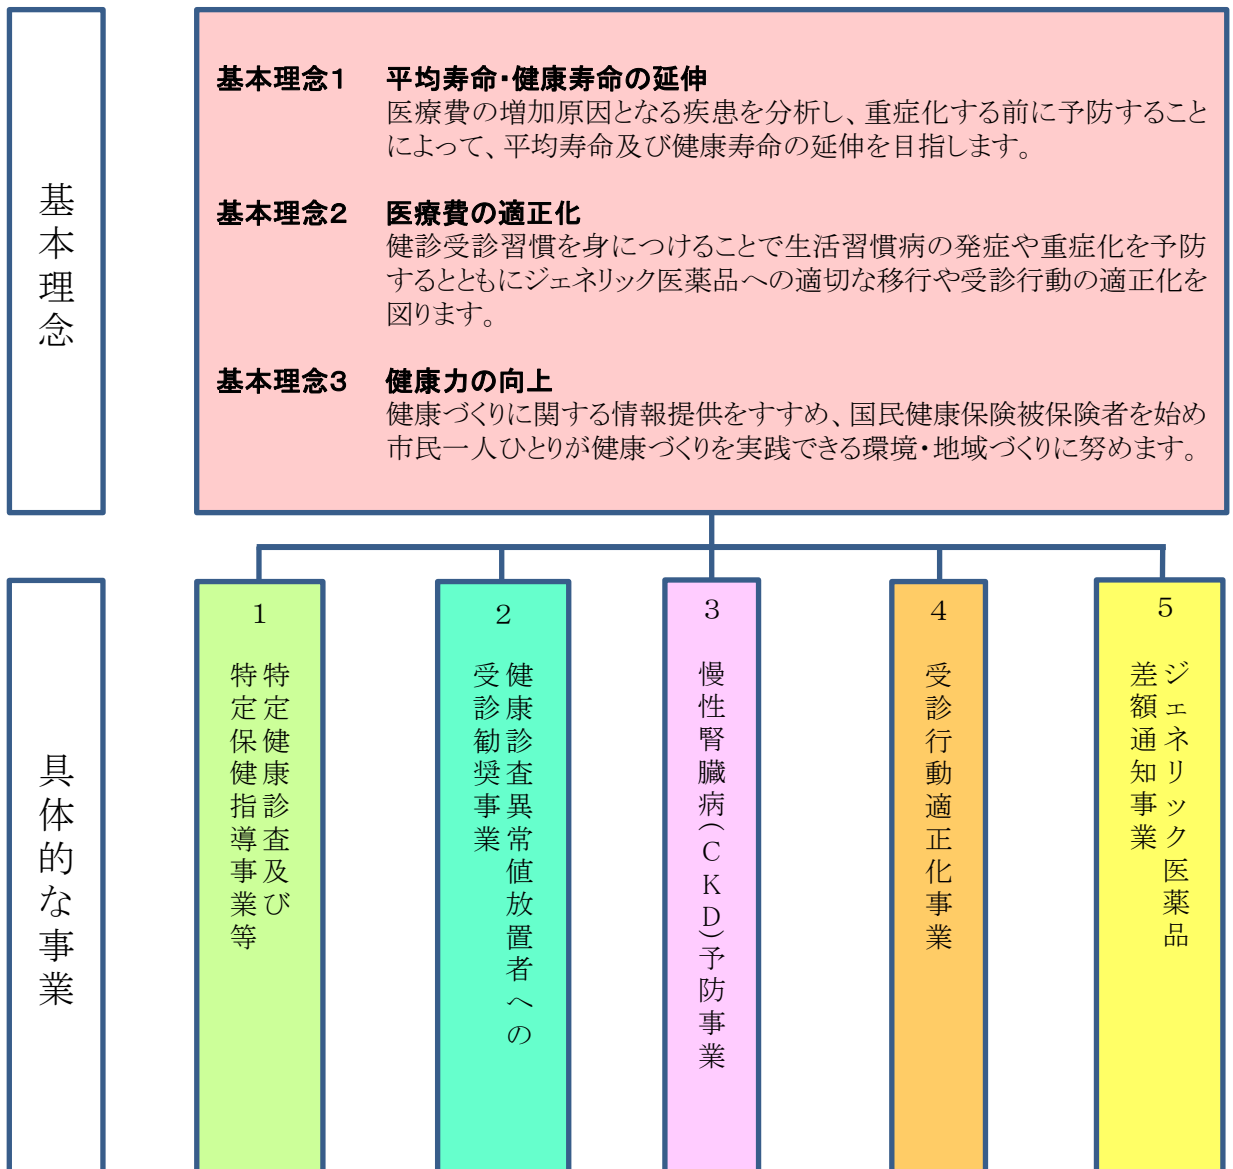 基本理念
基本理念１ 平均寿命・健康寿命の延伸
医療費の増加原因となる疾患を分析し、重症化する前に予防すること
によって、平均寿命及び健康寿命の延伸を目指します。
基本理念２ 医療費の適正化
健診受診習慣を身につけることで生活習慣病の発症や重症化を予防
するとともにジェネリック医薬品への適切な移行や受診行動の適正化を
図ります。
基本理念３ 健康力の向上
健康づくりに関する情報提供をすすめ、国民健康保険被保険者を始め
市民一人ひとりが健康づくりを実践できる環境・地域づくりに努めます。
具体的な事業
１
特定健康診査及び
特定保健指導事業等
２
健康診査異常値放置者への
受診勧奨事業
３
慢性腎臓病（ＣＫＤ）予防事業
４
受診行動適正化事業
５
ジェネリック医薬品
差額通知事業